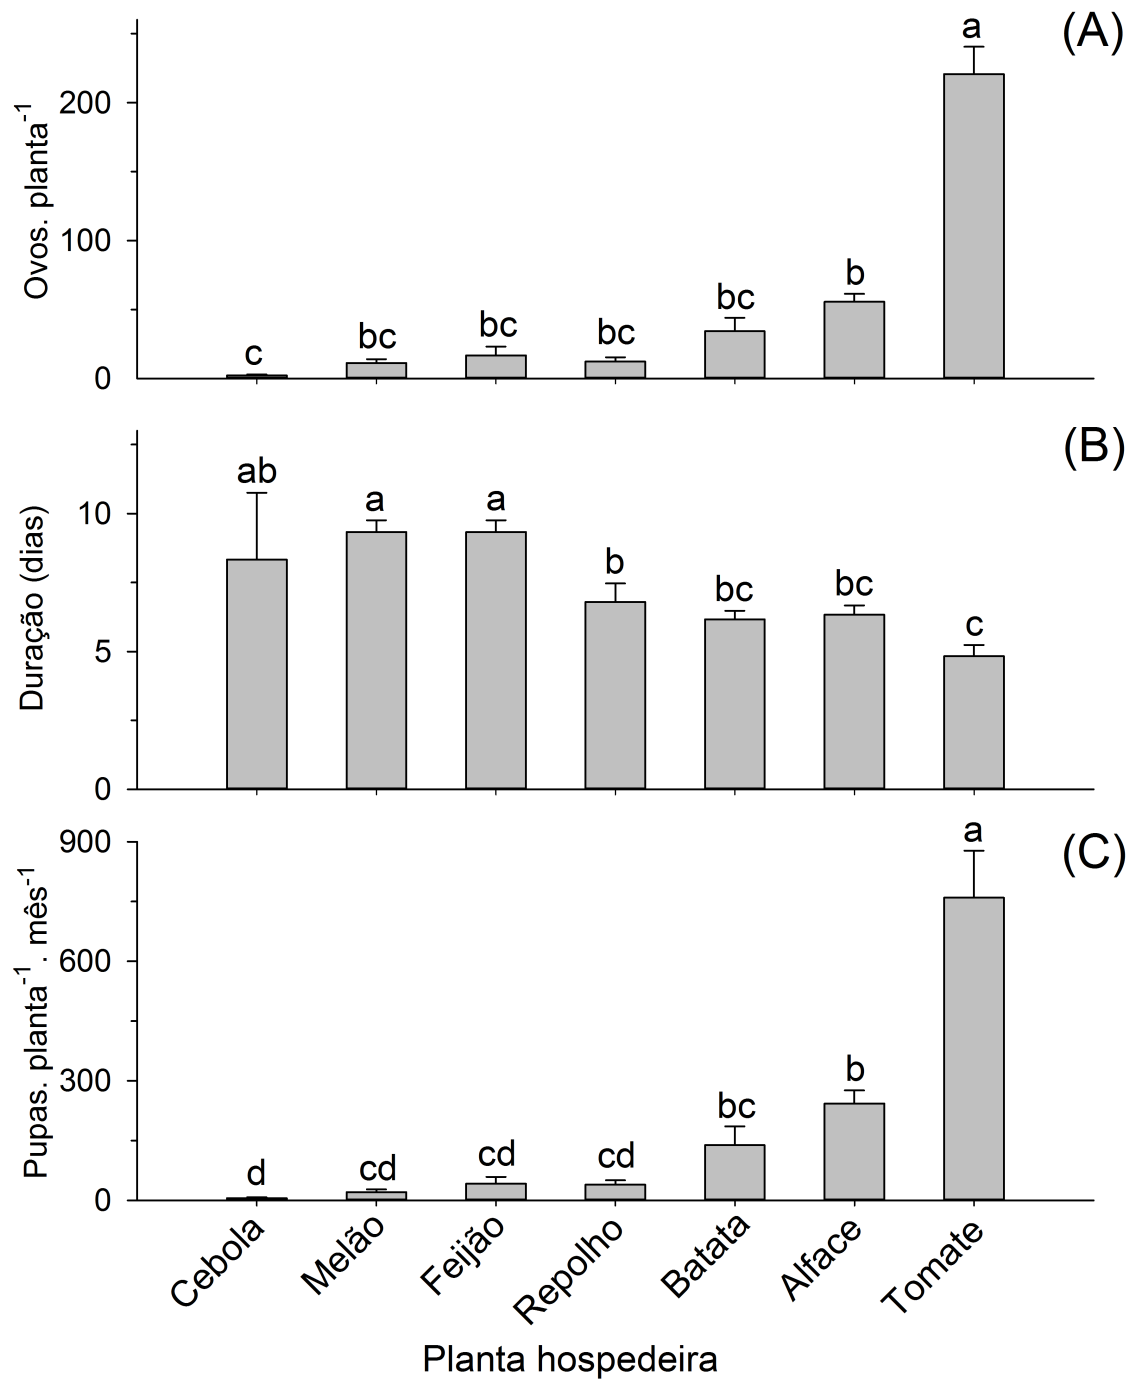 (A)
Ovos. planta⁻¹
200
100
0
c
bc
bc
bc
bc
b
a
(B)
Duração (dias)
10
5
0
ab
a
a
b
bc
bc
c
(C)
Pupas. planta⁻¹ . mês⁻¹
900
600
300
0
d
cd
cd
cd
bc
b
a
Cebola
Melão
Feijão
Repolho
Batata
Alface
Tomate
Planta hospedeira